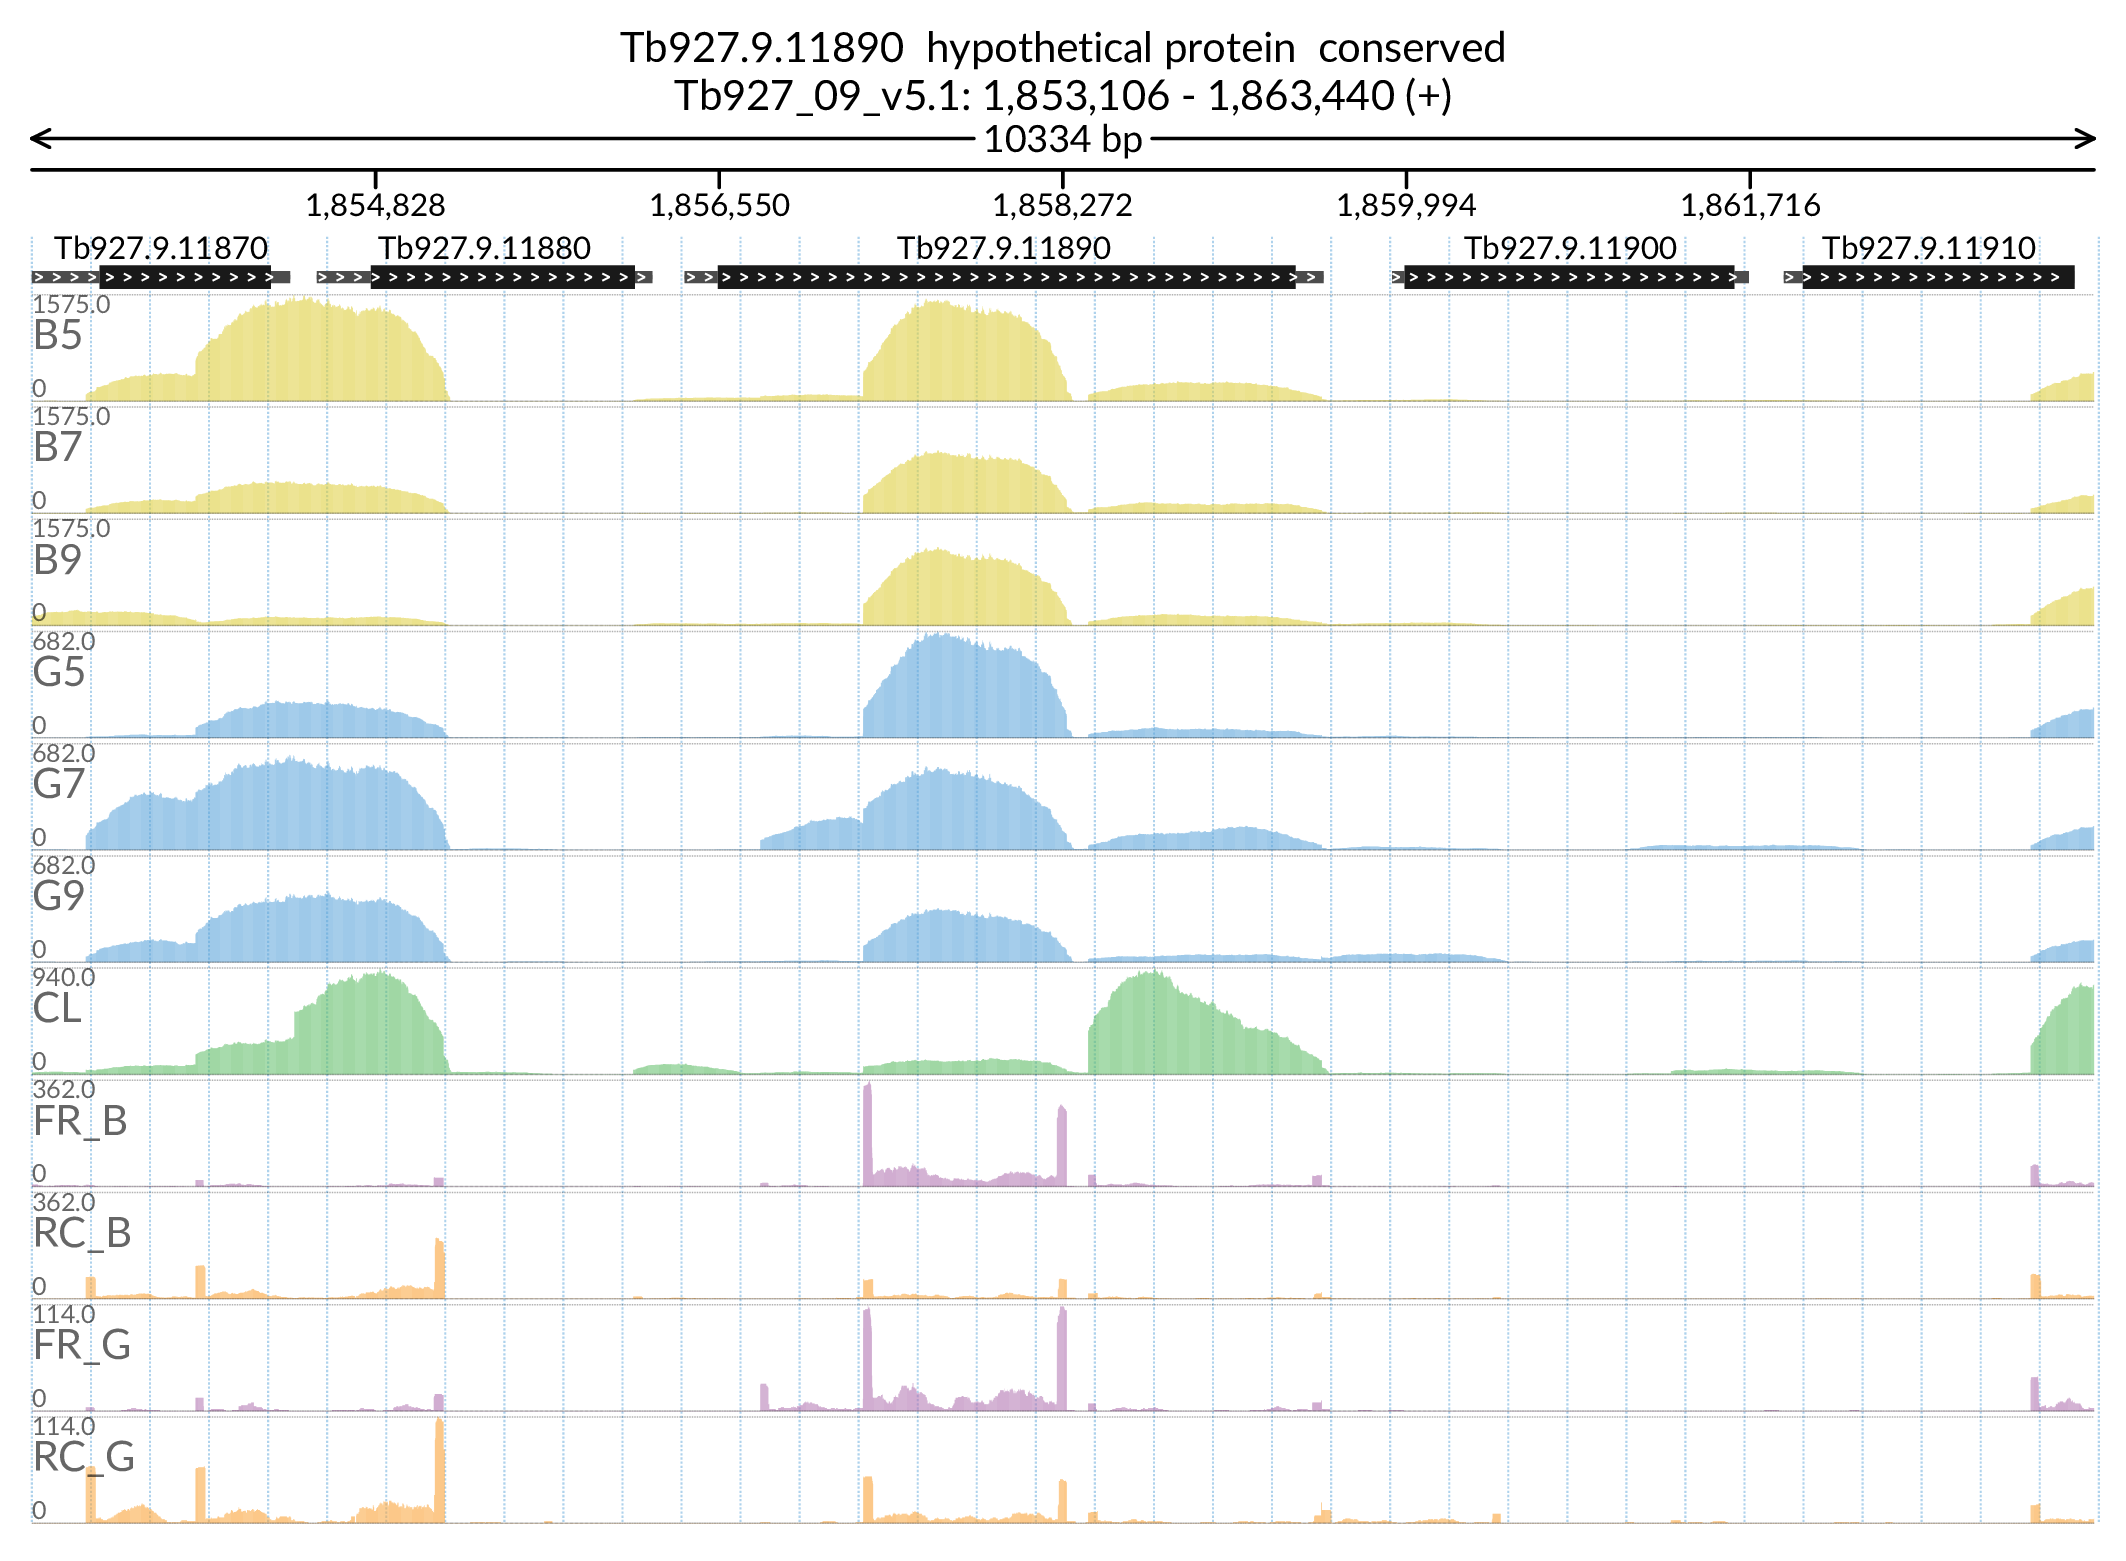 Tb927.9.11890 hypothetical protein conserved
Tb927_09_v5.1: 1,853,106 - 1,863,440 (+)
10334 bp
1,854,828 1,856,550 1,858,272 1,859,994 1,861,716
Tb927.9.11870 Tb927.9.11880 Tb927.9.11890 Tb927.9.11900 Tb927.9.11910
1575.0
B5
0
1575.0
B7
0
1575.0
B9
0
682.0
G5
0
682.0
G7
0
682.0
G9
0
940.0
CL
0
362.0
FR_B
0
362.0
RC_B
0
114.0
FR_G
0
114.0
RC_G
0